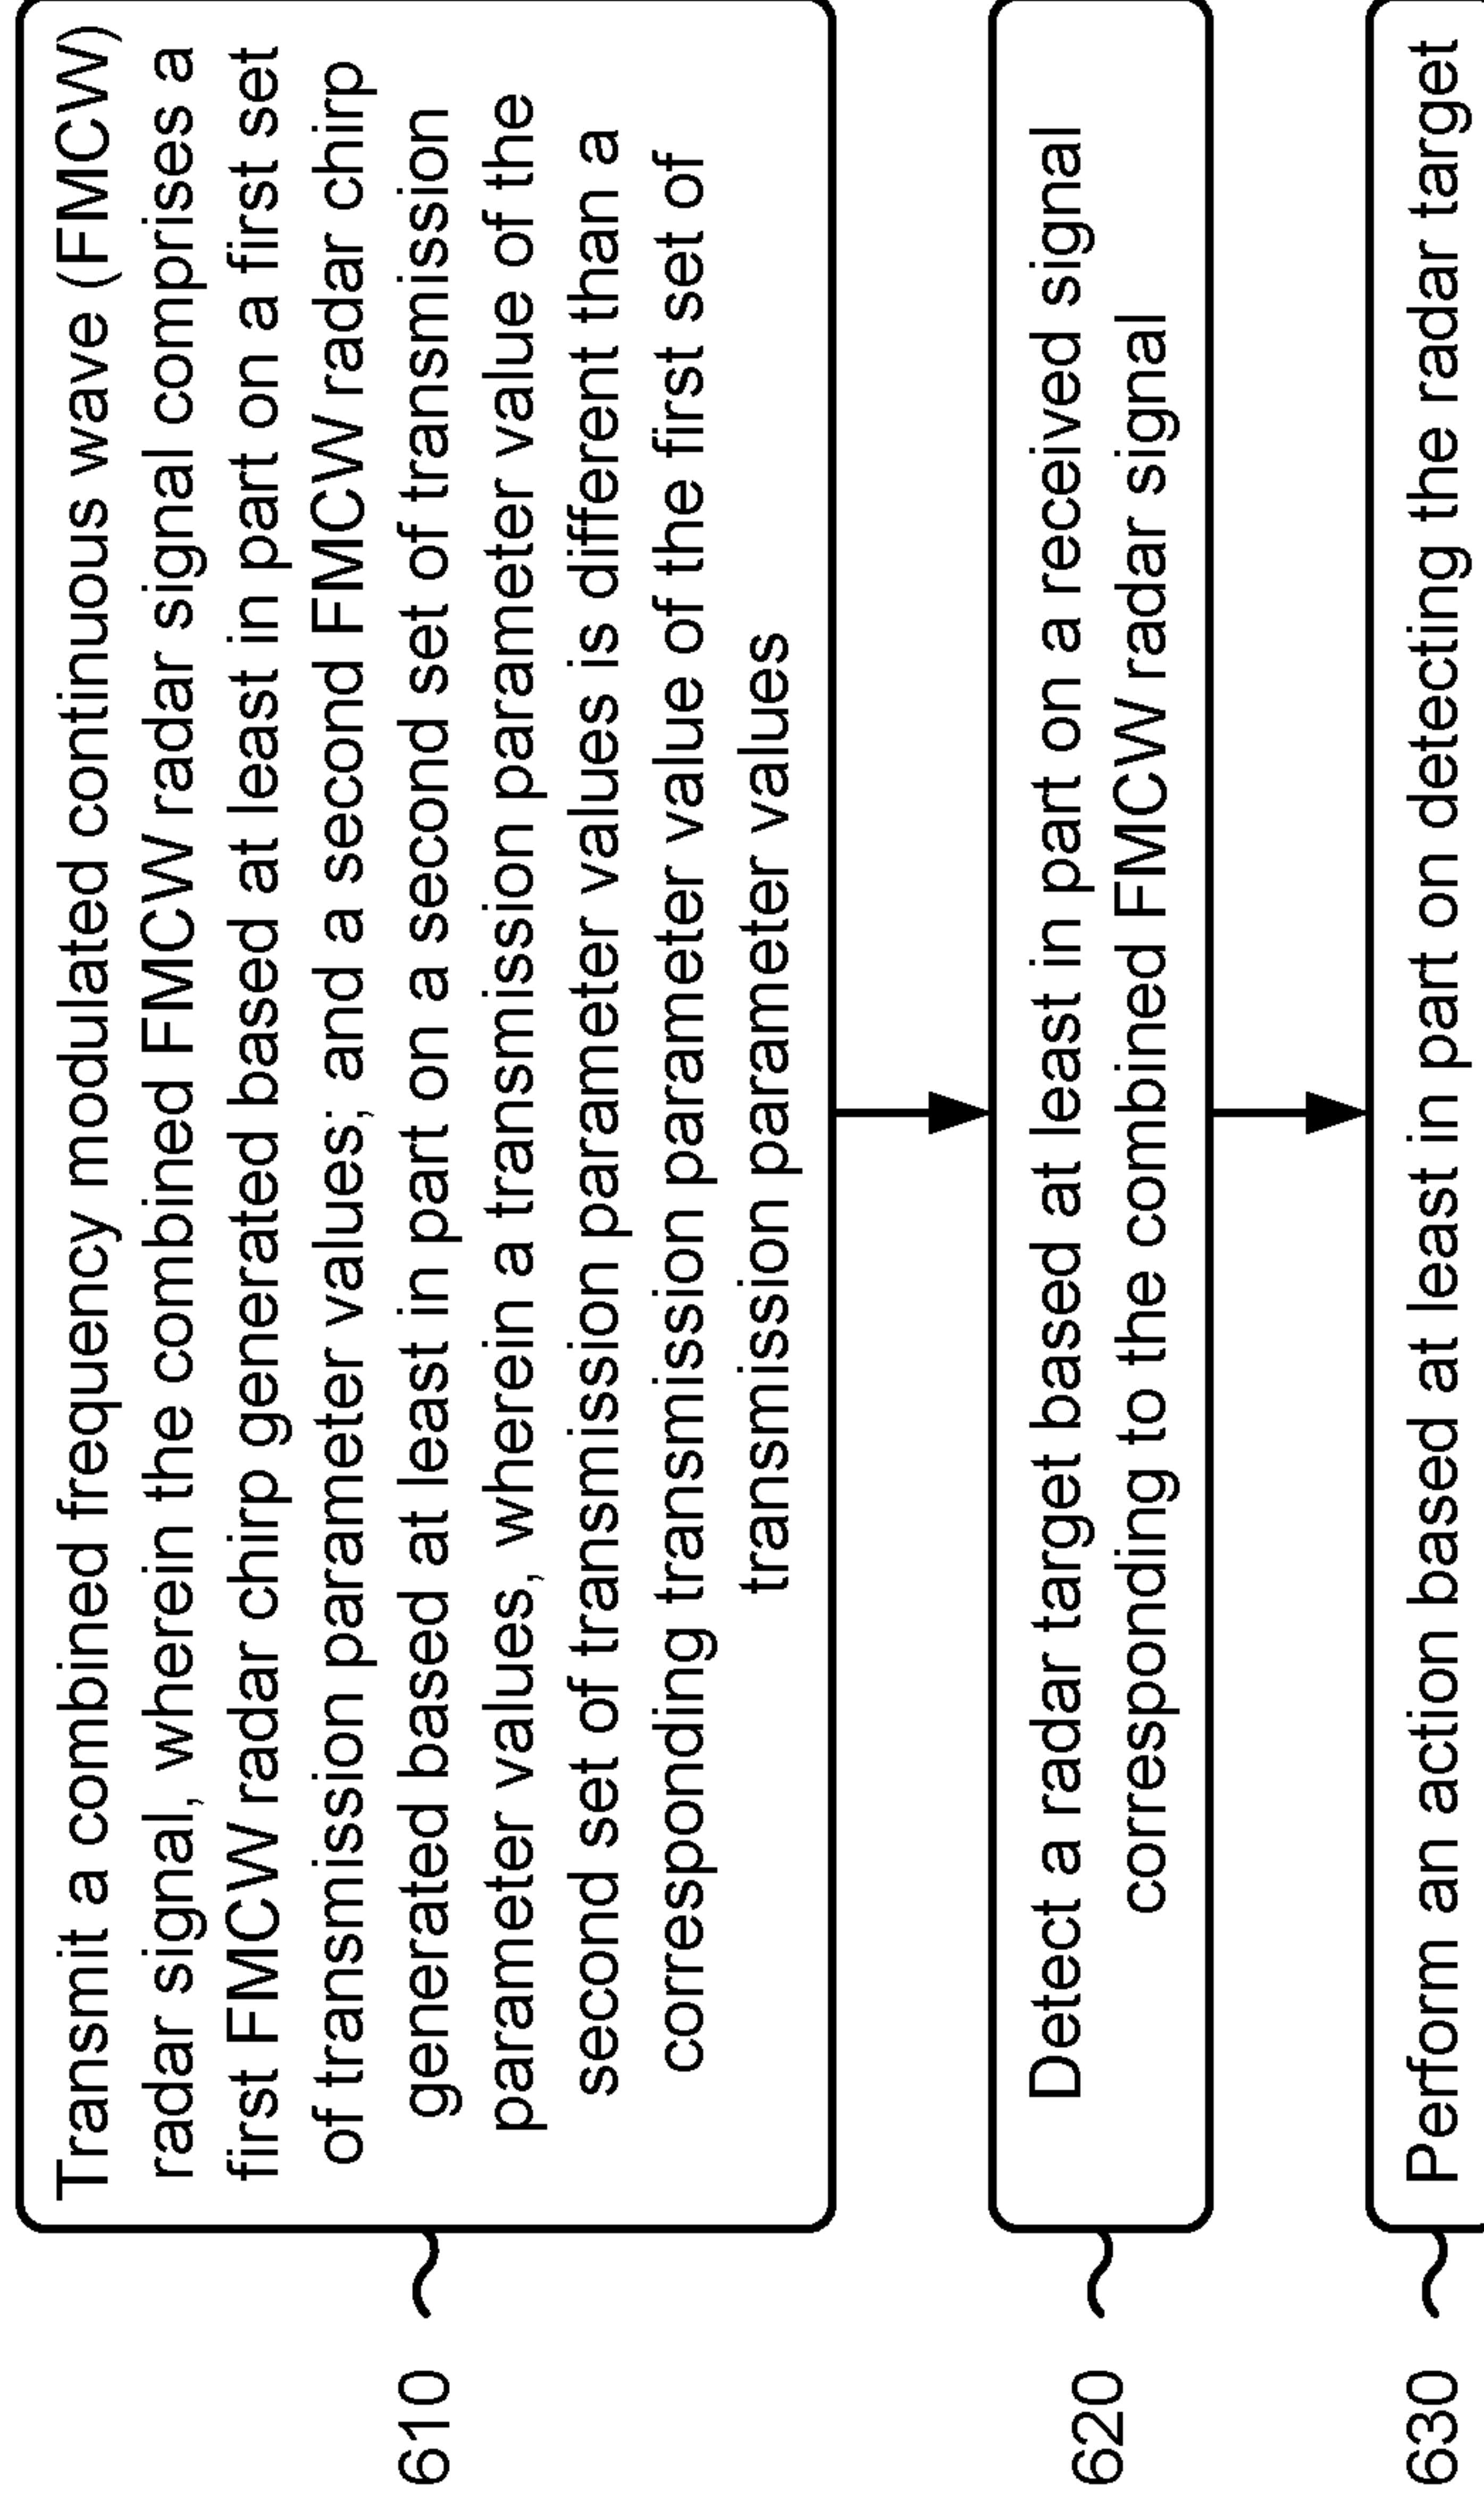 610
Transmit a combined frequency modulated continuous wave (FMCW)
radar signal, wherein the combined FMCW radar signal comprises a
first FMCW radar chirp generated based at least in part on a first set
of transmission parameter values; and a second FMCW radar chirp
generated based at least in part on a second set of transmission
parameter values, wherein a transmission parameter value of the
second set of transmission parameter values is different than a
corresponding transmission parameter value of the first set of
transmission parameter values
620
Detect a radar target based at least in part on a received signal
corresponding to the combined FMCW radar signal
630
Perform an action based at least in part on detecting the radar target